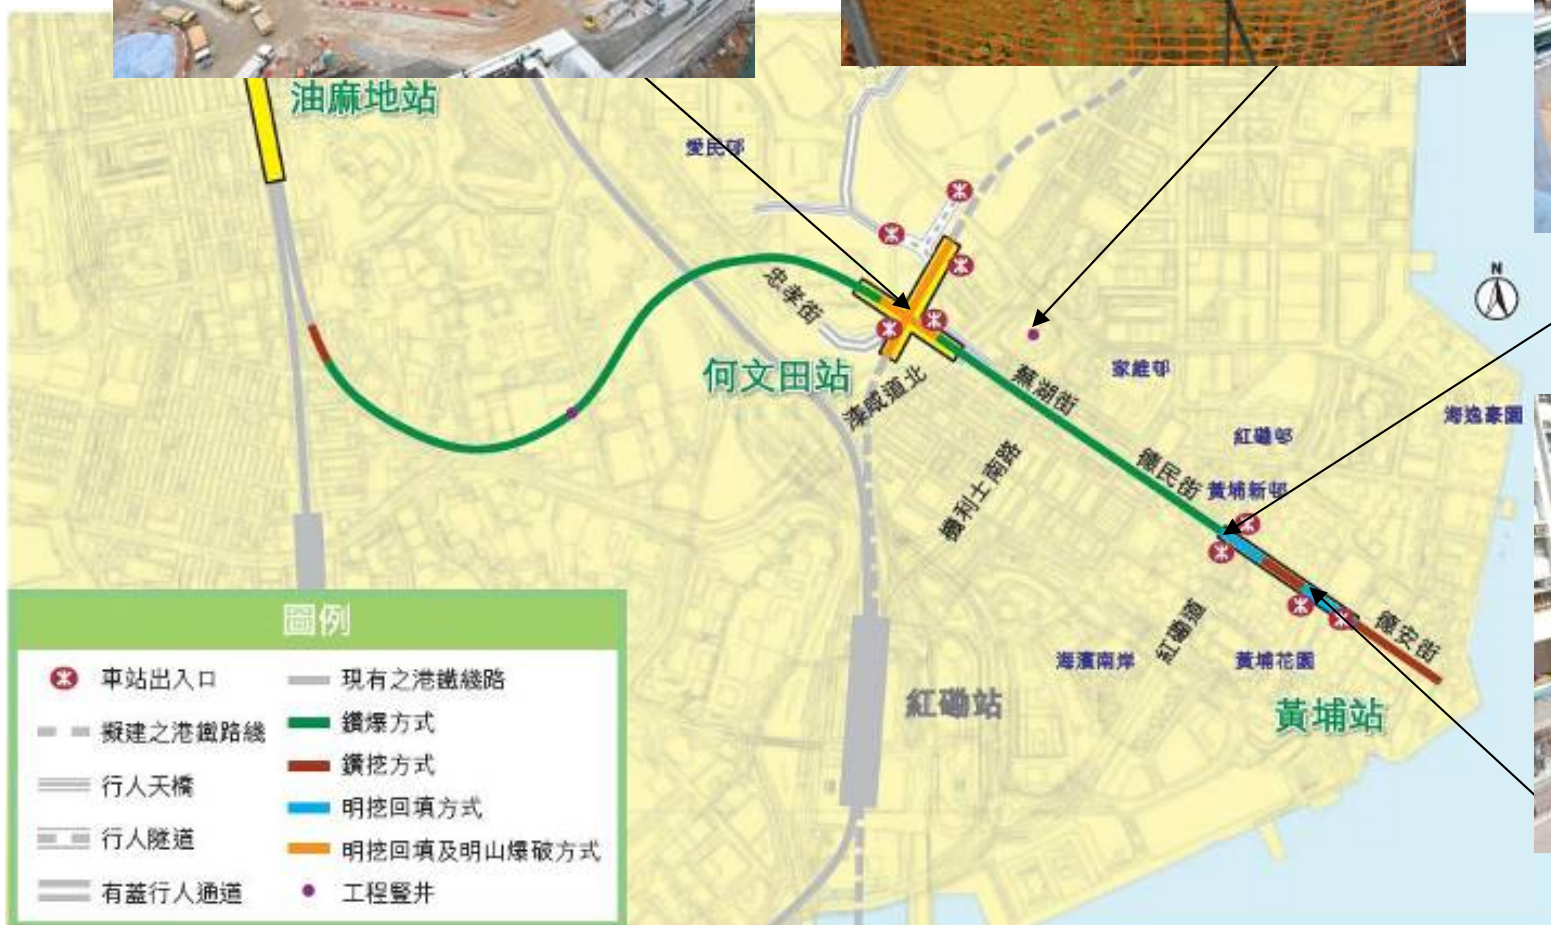 油麻地站
愛民邨
N
忠孝街
何文田站
漆咸道北
蕪湖街
家維邨
海逸豪園
紅磡邨
機利士南路
德民街
黃埔新邨
紅磡道
德安街
海濱南岸
黃埔花園
紅磡站
黃埔站
圖例
車站出入口
擬建之港鐵路綫
行人天橋
行人隧道
有蓋行人通道
現有之港鐵綫路
鑽爆方式
鑽挖方式
明挖回填方式
明挖回填及明山爆破方式
工程豎井